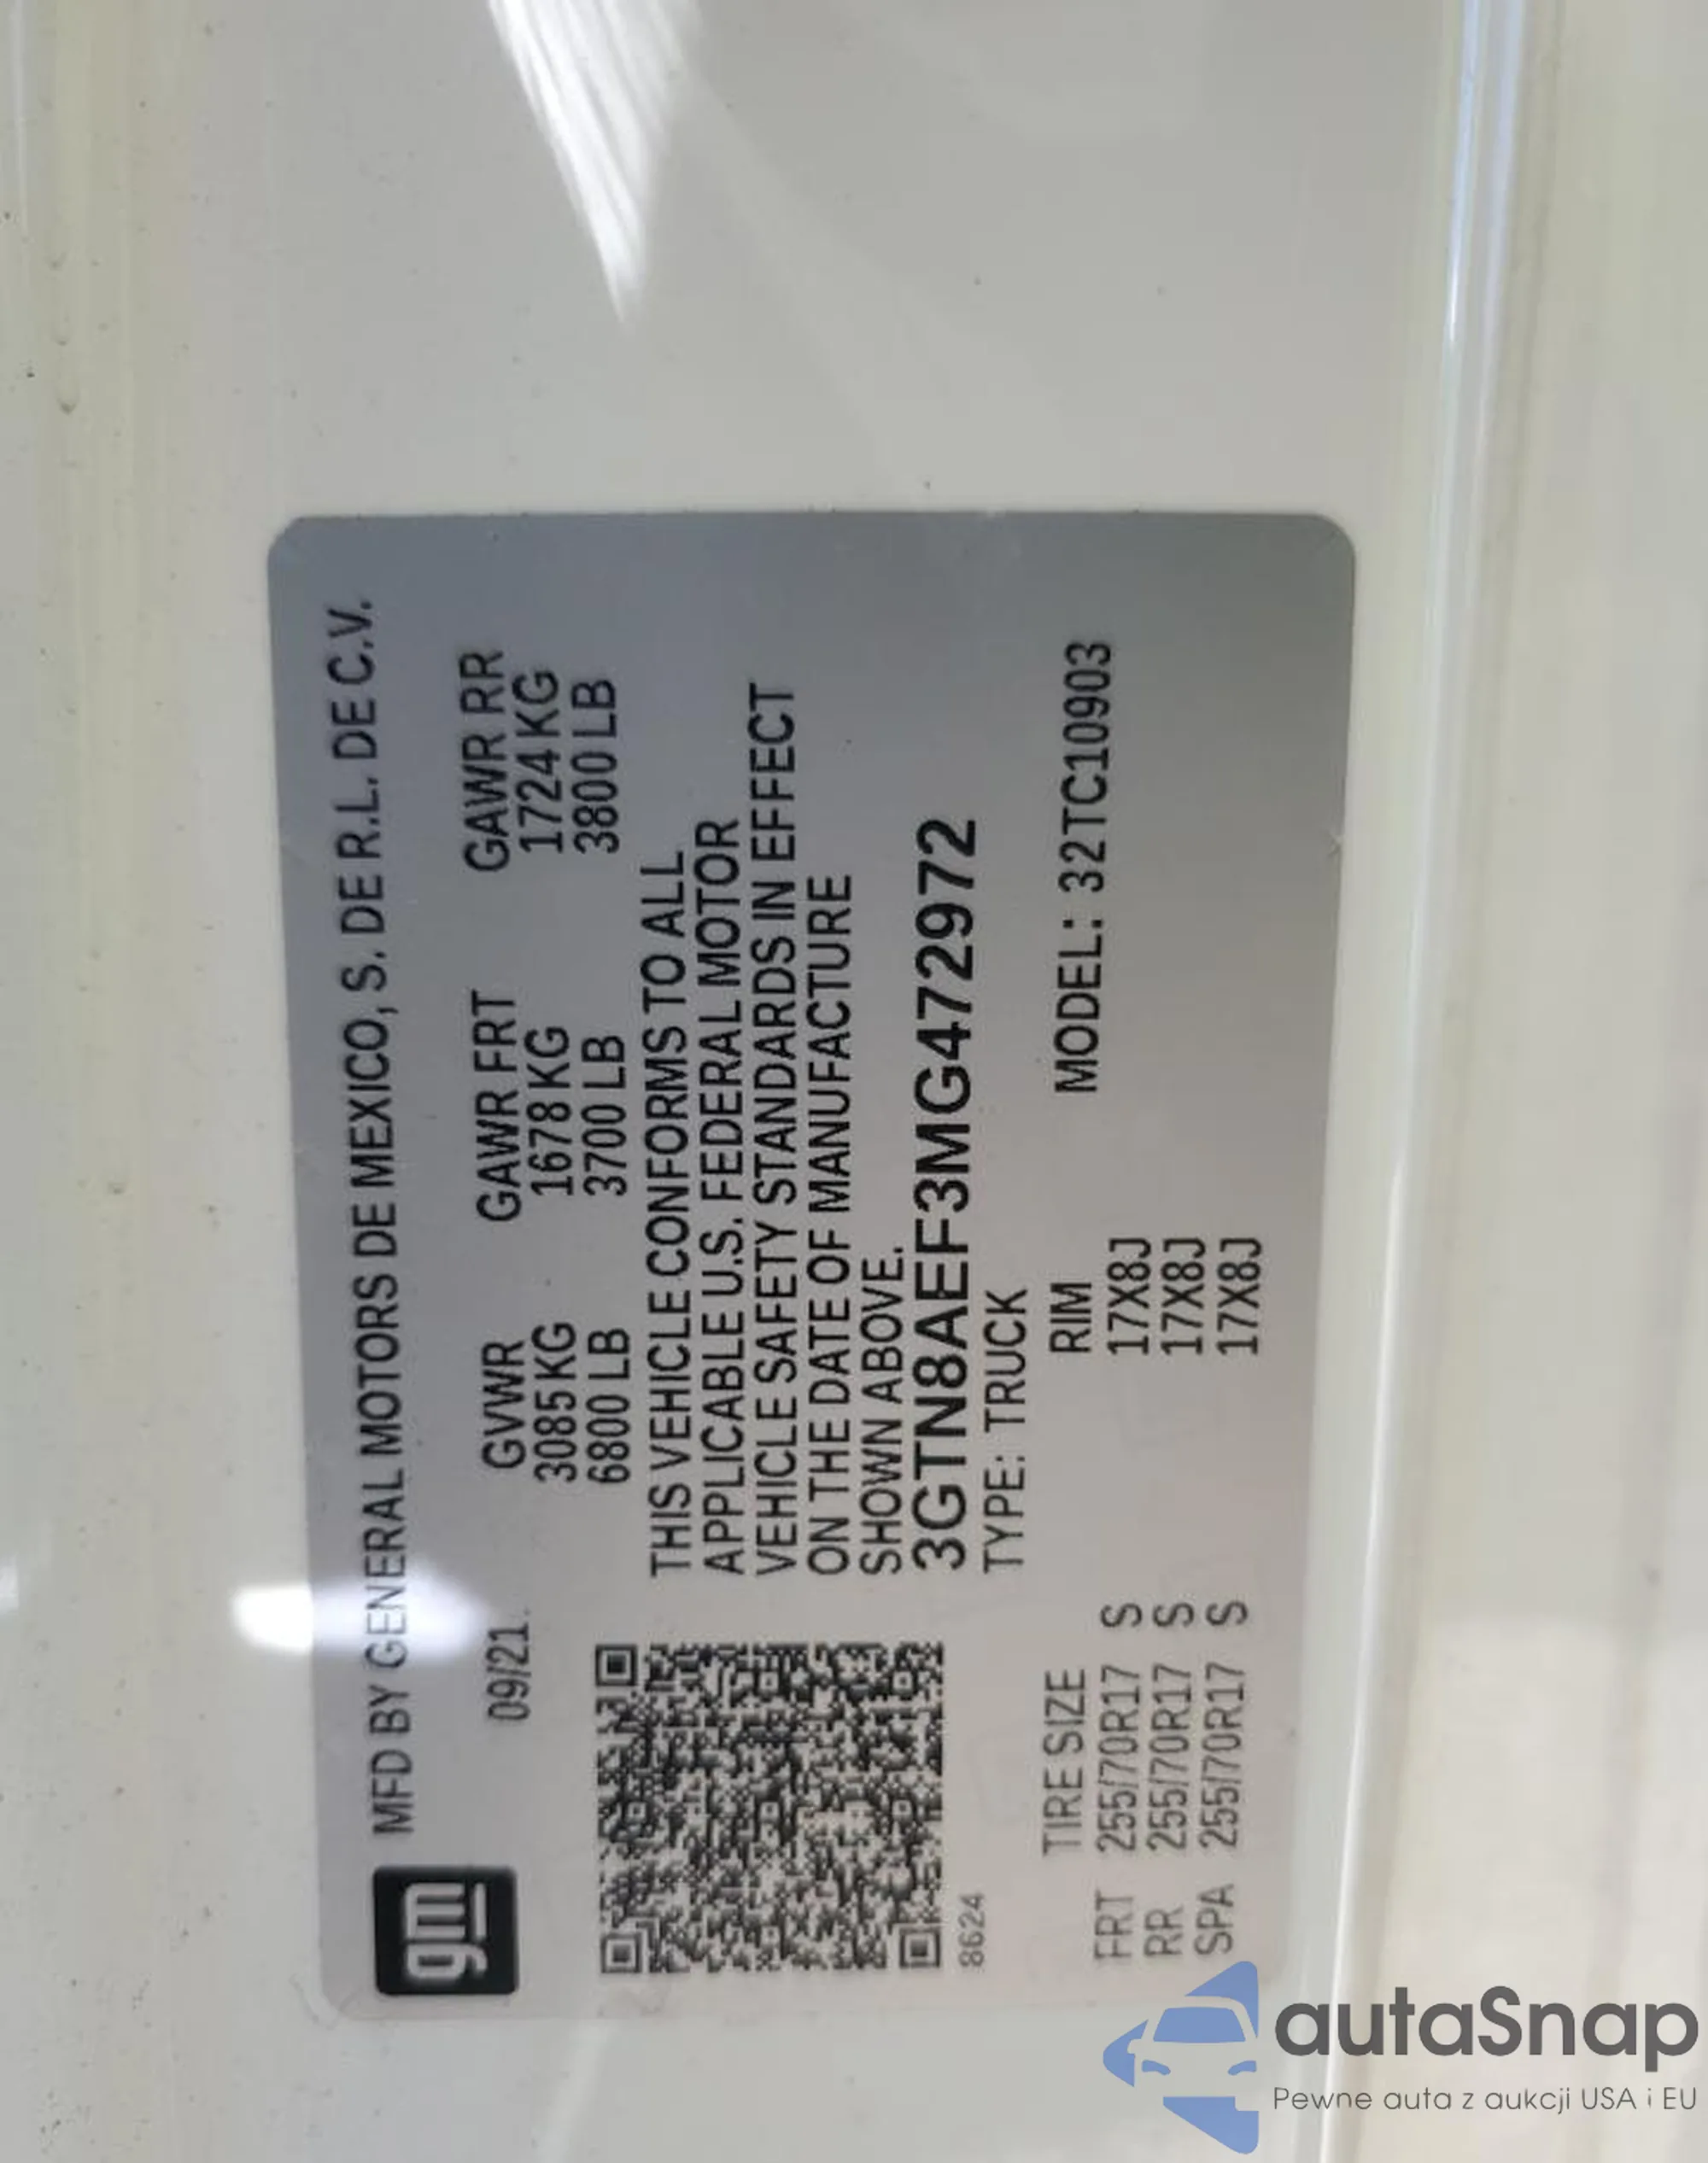 gm MFD BY GENERAL MOTORS DE MEXICO, S. DE R.L. DE C.V.
09/21 GVWR GAWR FRT GAWR RR
3085 KG 1678 KG 1724 KG
6800 LB 3700 LB 3800 LB
THIS VEHICLE CONFORMS TO ALL
APPLICABLE U.S. FEDERAL MOTOR
VEHICLE SAFETY STANDARDS IN EFFECT
ON THE DATE OF MANUFACTURE
SHOWN ABOVE.
3GTN8AEF3MG472972
8624 TYPE: TRUCK
TIRE SIZE RIM MODEL: 32TC10903
FRT 255/70R17 S 17X8J
RR 255/70R17 S 17X8J
SPA 255/70R17 S 17X8J
autaSnap
Pewne auta z aukcji USA i EU